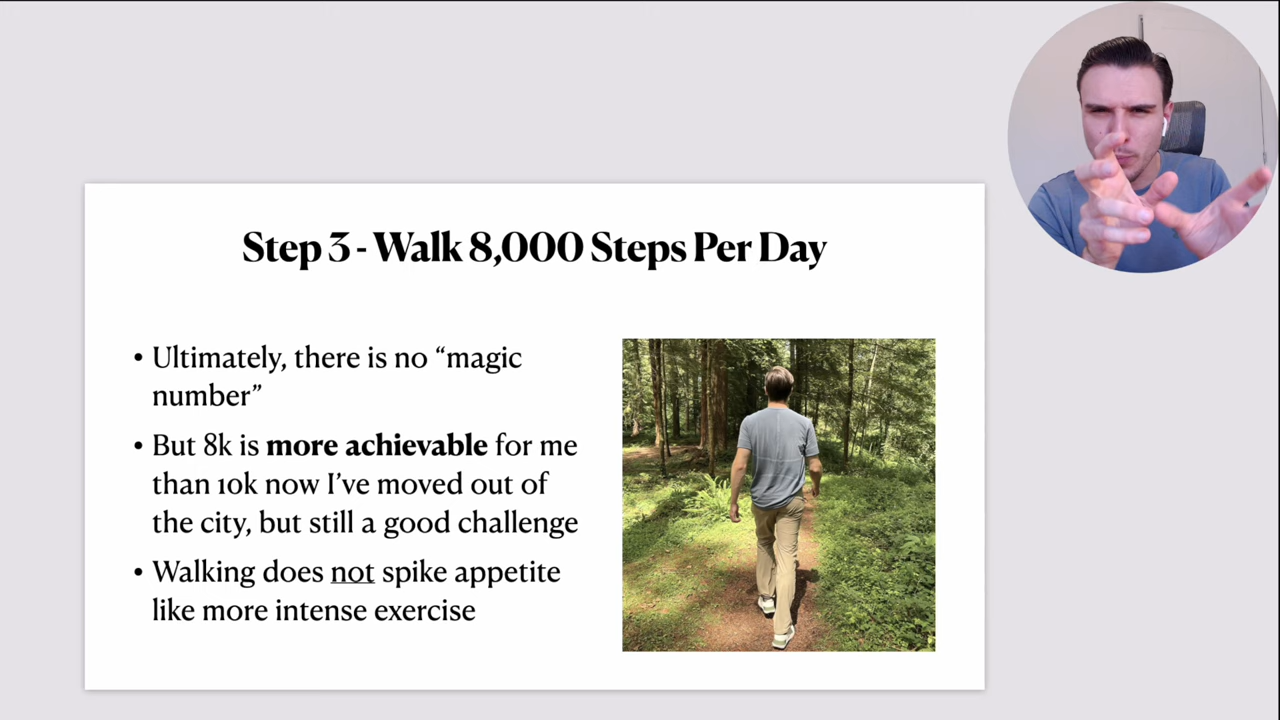 Step 3 - Walk 8,000 Steps Per Day
• Ultimately, there is no “magic
number”
• But 8k is more achievable for me
than 10k now I’ve moved out of
the city, but still a good challenge
• Walking does not spike appetite
like more intense exercise